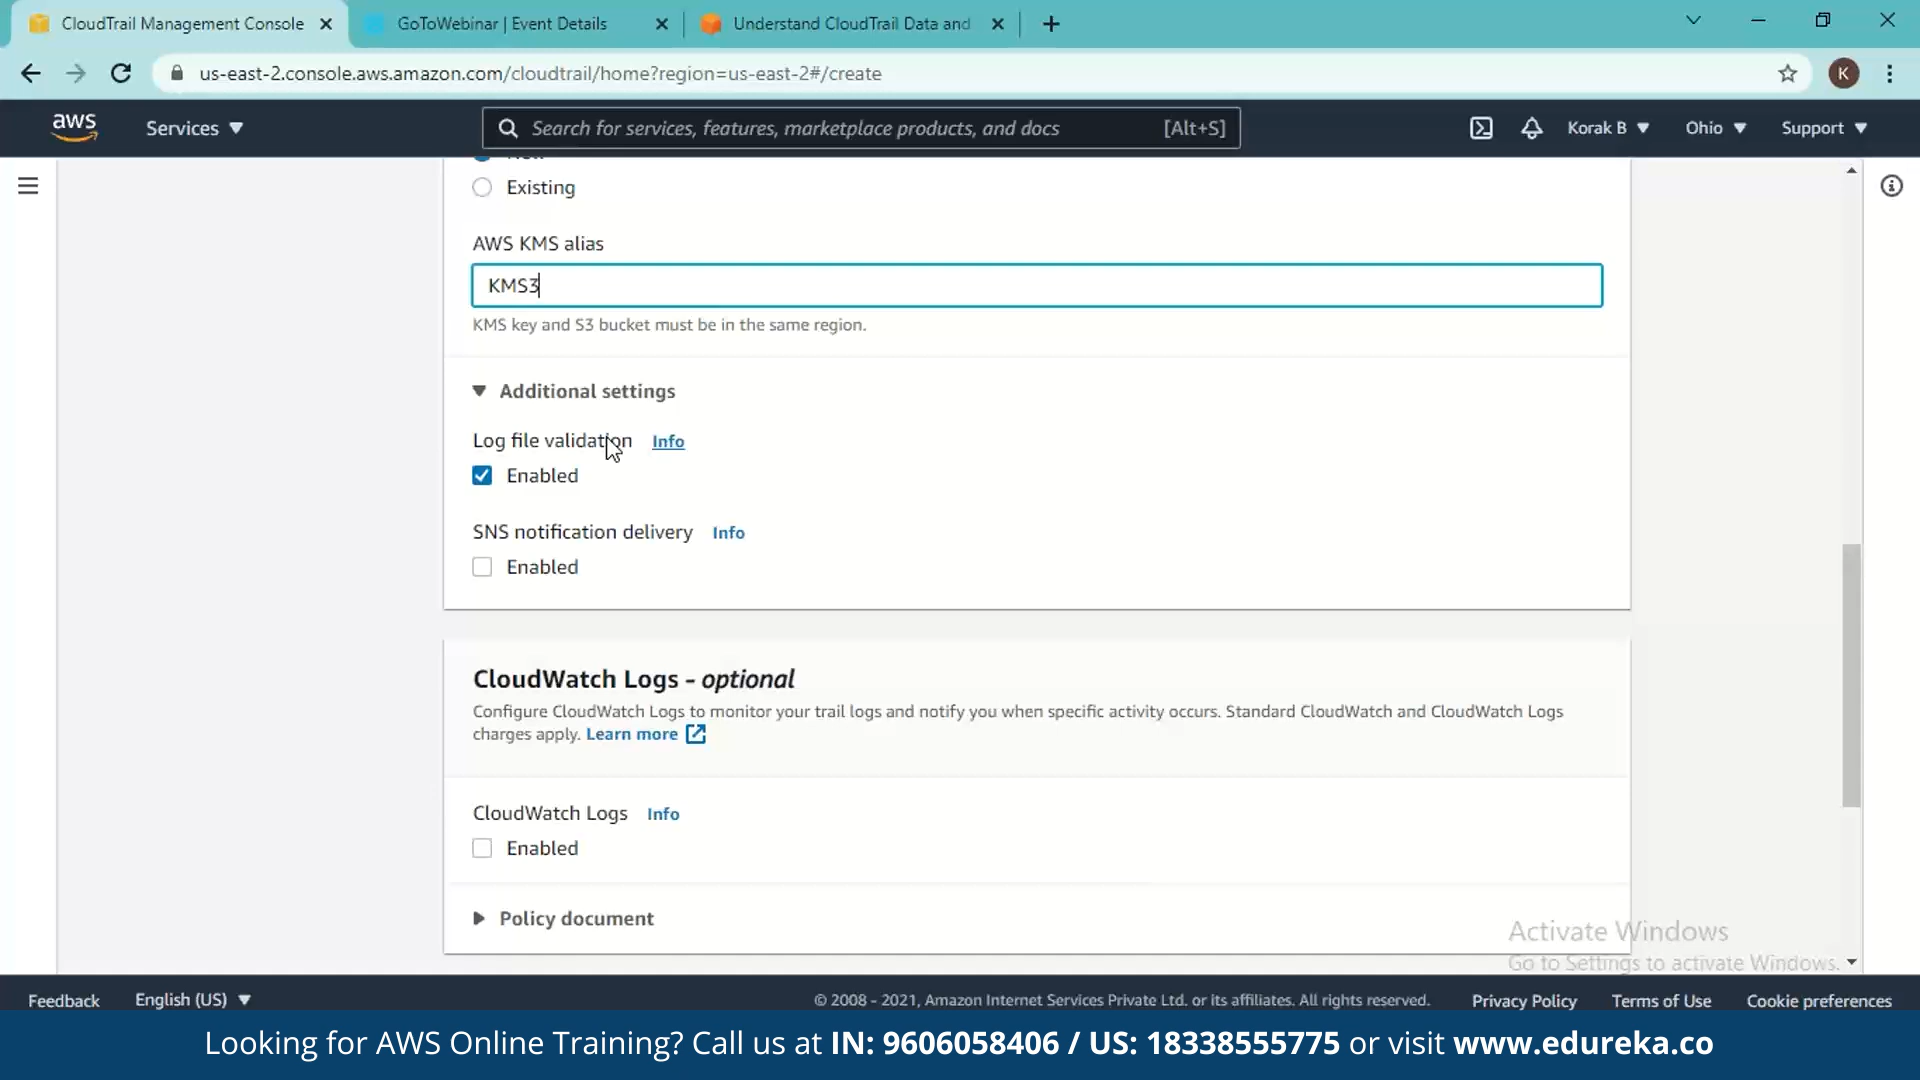 CloudTrail Management Console
GoToWebinar | Event Details
Understand CloudTrail Data and
us-east-2.console.aws.amazon.com/cloudtrail/home?region=us-east-2#/create
K
aws
Services
Search for services, features, marketplace products, and docs [Alt+S]
Korak B
Ohio
Support
New
Existing
AWS KMS alias
KMS3
KMS key and S3 bucket must be in the same region.
Additional settings
Log file validation Info
Enabled
SNS notification delivery Info
Enabled
CloudWatch Logs - optional
Configure CloudWatch Logs to monitor your trail logs and notify you when specific activity occurs. Standard CloudWatch and CloudWatch Logs
charges apply. Learn more
CloudWatch Logs Info
Enabled
Policy document
Activate Windows
Go to Settings to activate Windows.
Feedback
English (US)
© 2008 - 2021, Amazon Internet Services Private Ltd. or its affiliates. All rights reserved.
Privacy Policy
Terms of Use
Cookie preferences
Looking for AWS Online Training? Call us at IN: 9606058406 / US: 18338555775 or visit www.edureka.co